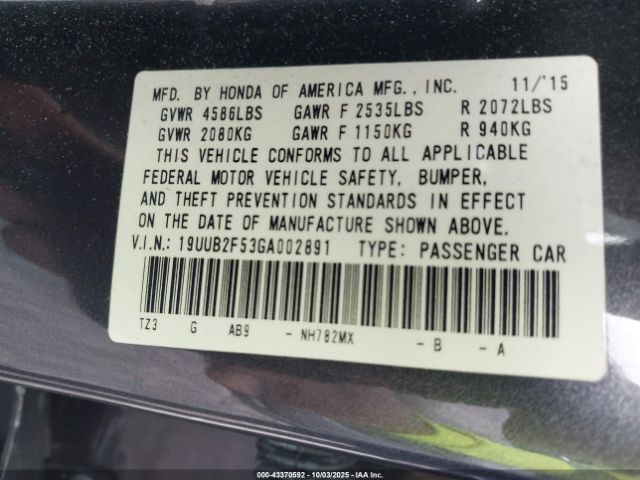 MFD. BY HONDA OF AMERICA MFG., INC. 11/'15
GVWR 4586LBS GAWR F 2535LBS R 2072LBS
GVWR 2080KG GAWR F 1150KG R 940KG
THIS VEHICLE CONFORMS TO ALL APPLICABLE
FEDERAL MOTOR VEHICLE SAFETY, BUMPER,
AND THEFT PREVENTION STANDARDS IN EFFECT
ON THE DATE OF MANUFACTURE SHOWN ABOVE.
V.I.N.: 19UUB2F53GA002891 TYPE: PASSENGER CAR
TZ3 G AB9 - NH782MX - B - A
000-43370592 - 10/03/2025 - IAA Inc.